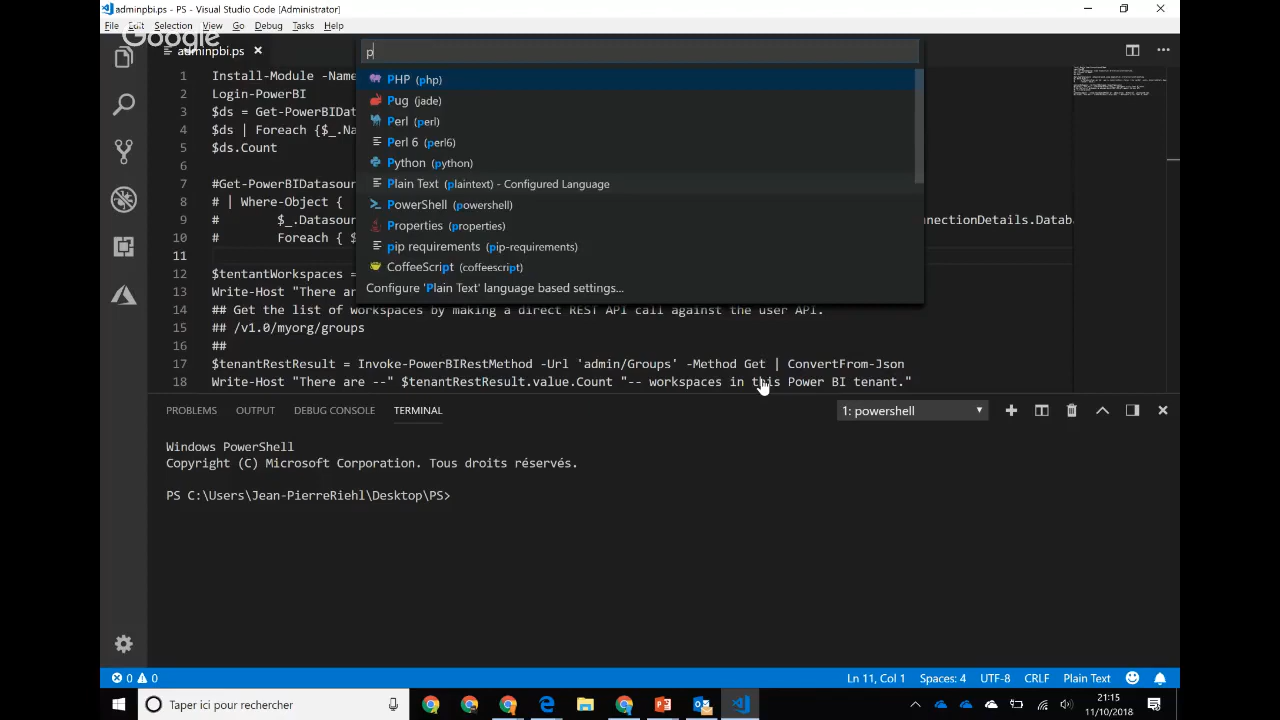 adminpbi.ps - PS - Visual Studio Code [Administrator]
File Edit Selection View Go Debug Tasks Help
Google
adminpbi.ps
p
PHP (php)
Pug (jade)
Perl (perl)
Perl 6 (perl6)
Python (python)
Plain Text (plaintext) - Configured Language
PowerShell (powershell)
Properties (properties)
pip requirements (pip-requirements)
CoffeeScript (coffeescript)
Configure 'Plain Text' language based settings...
1 Install-Module -Name
2 Login-PowerBI
3 $ds = Get-PowerBIDa
4 $ds | Foreach {$_.Na
5 $ds.Count
6
7 #Get-PowerBIDatasour
8 # | Where-Object {
9 # $_.Datasour nnectionDetails.Datab
10 # Foreach { $
11
12 $tenantWorkspaces =
13 Write-Host "There ar
14 ## Get the list of workspaces by making a direct REST API call against the user API.
15 ## /v1.0/myorg/groups
16 ##
17 $tenantRestResult = Invoke-PowerBIRestMethod -Url 'admin/Groups' -Method Get | ConvertFrom-Json
18 Write-Host "There are --" $tenantRestResult.value.Count "-- workspaces in this Power BI tenant."
PROBLEMS OUTPUT DEBUG CONSOLE TERMINAL
1: powershell
Windows PowerShell
Copyright (C) Microsoft Corporation. Tous droits réservés.
PS C:\Users\Jean-PierreRiehl\Desktop\PS>
0 0 Ln 11, Col 1 Spaces: 4 UTF-8 CRLF Plain Text
Taper ici pour rechercher
21:15
11/10/2018